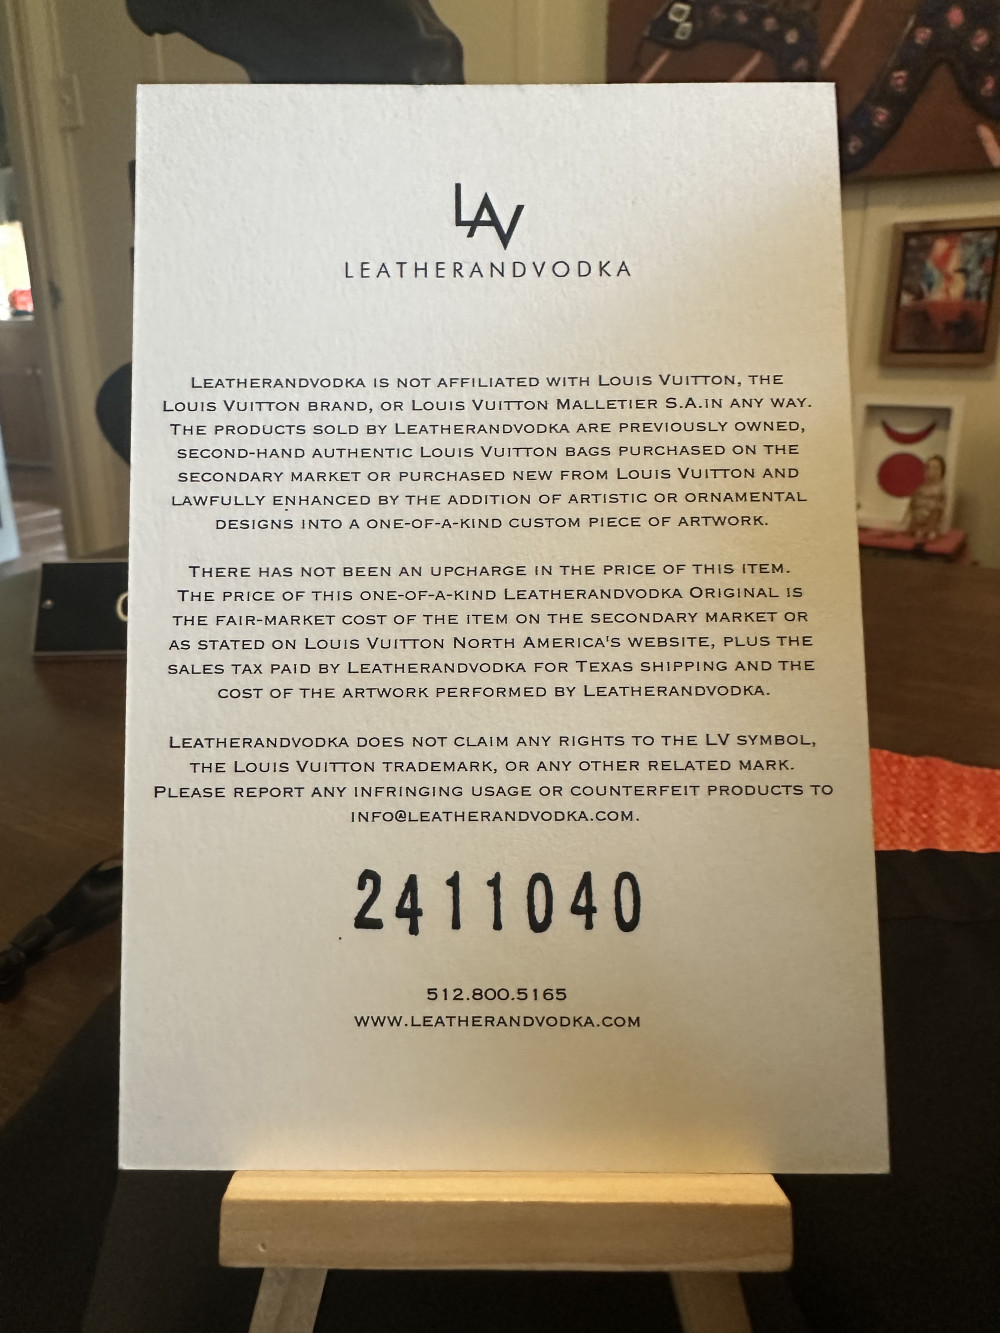 LAV
LEATHERANDVODKA
LEATHERANDVODKA IS NOT AFFILIATED WITH LOUIS VUITTON, THE
LOUIS VUITTON BRAND, OR LOUIS VUITTON MALLETIER S.A.IN ANY WAY.
THE PRODUCTS SOLD BY LEATHERANDVODKA ARE PREVIOUSLY OWNED,
SECOND-HAND AUTHENTIC LOUIS VUITTON BAGS PURCHASED ON THE
SECONDARY MARKET OR PURCHASED NEW FROM LOUIS VUITTON AND
LAWFULLY ENHANCED BY THE ADDITION OF ARTISTIC OR ORNAMENTAL
DESIGNS INTO A ONE-OF-A-KIND CUSTOM PIECE OF ARTWORK.
THERE HAS NOT BEEN AN UPCHARGE IN THE PRICE OF THIS ITEM.
THE PRICE OF THIS ONE-OF-A-KIND LEATHERANDVODKA ORIGINAL IS
THE FAIR-MARKET COST OF THE ITEM ON THE SECONDARY MARKET OR
AS STATED ON LOUIS VUITTON NORTH AMERICA'S WEBSITE, PLUS THE
SALES TAX PAID BY LEATHERANDVODKA FOR TEXAS SHIPPING AND THE
COST OF THE ARTWORK PERFORMED BY LEATHERANDVODKA.
LEATHERANDVODKA DOES NOT CLAIM ANY RIGHTS TO THE LV SYMBOL,
THE LOUIS VUITTON TRADEMARK, OR ANY OTHER RELATED MARK.
PLEASE REPORT ANY INFRINGING USAGE OR COUNTERFEIT PRODUCTS TO
INFO@LEATHERANDVODKA.COM.
2411040
512.800.5165
WWW.LEATHERANDVODKA.COM